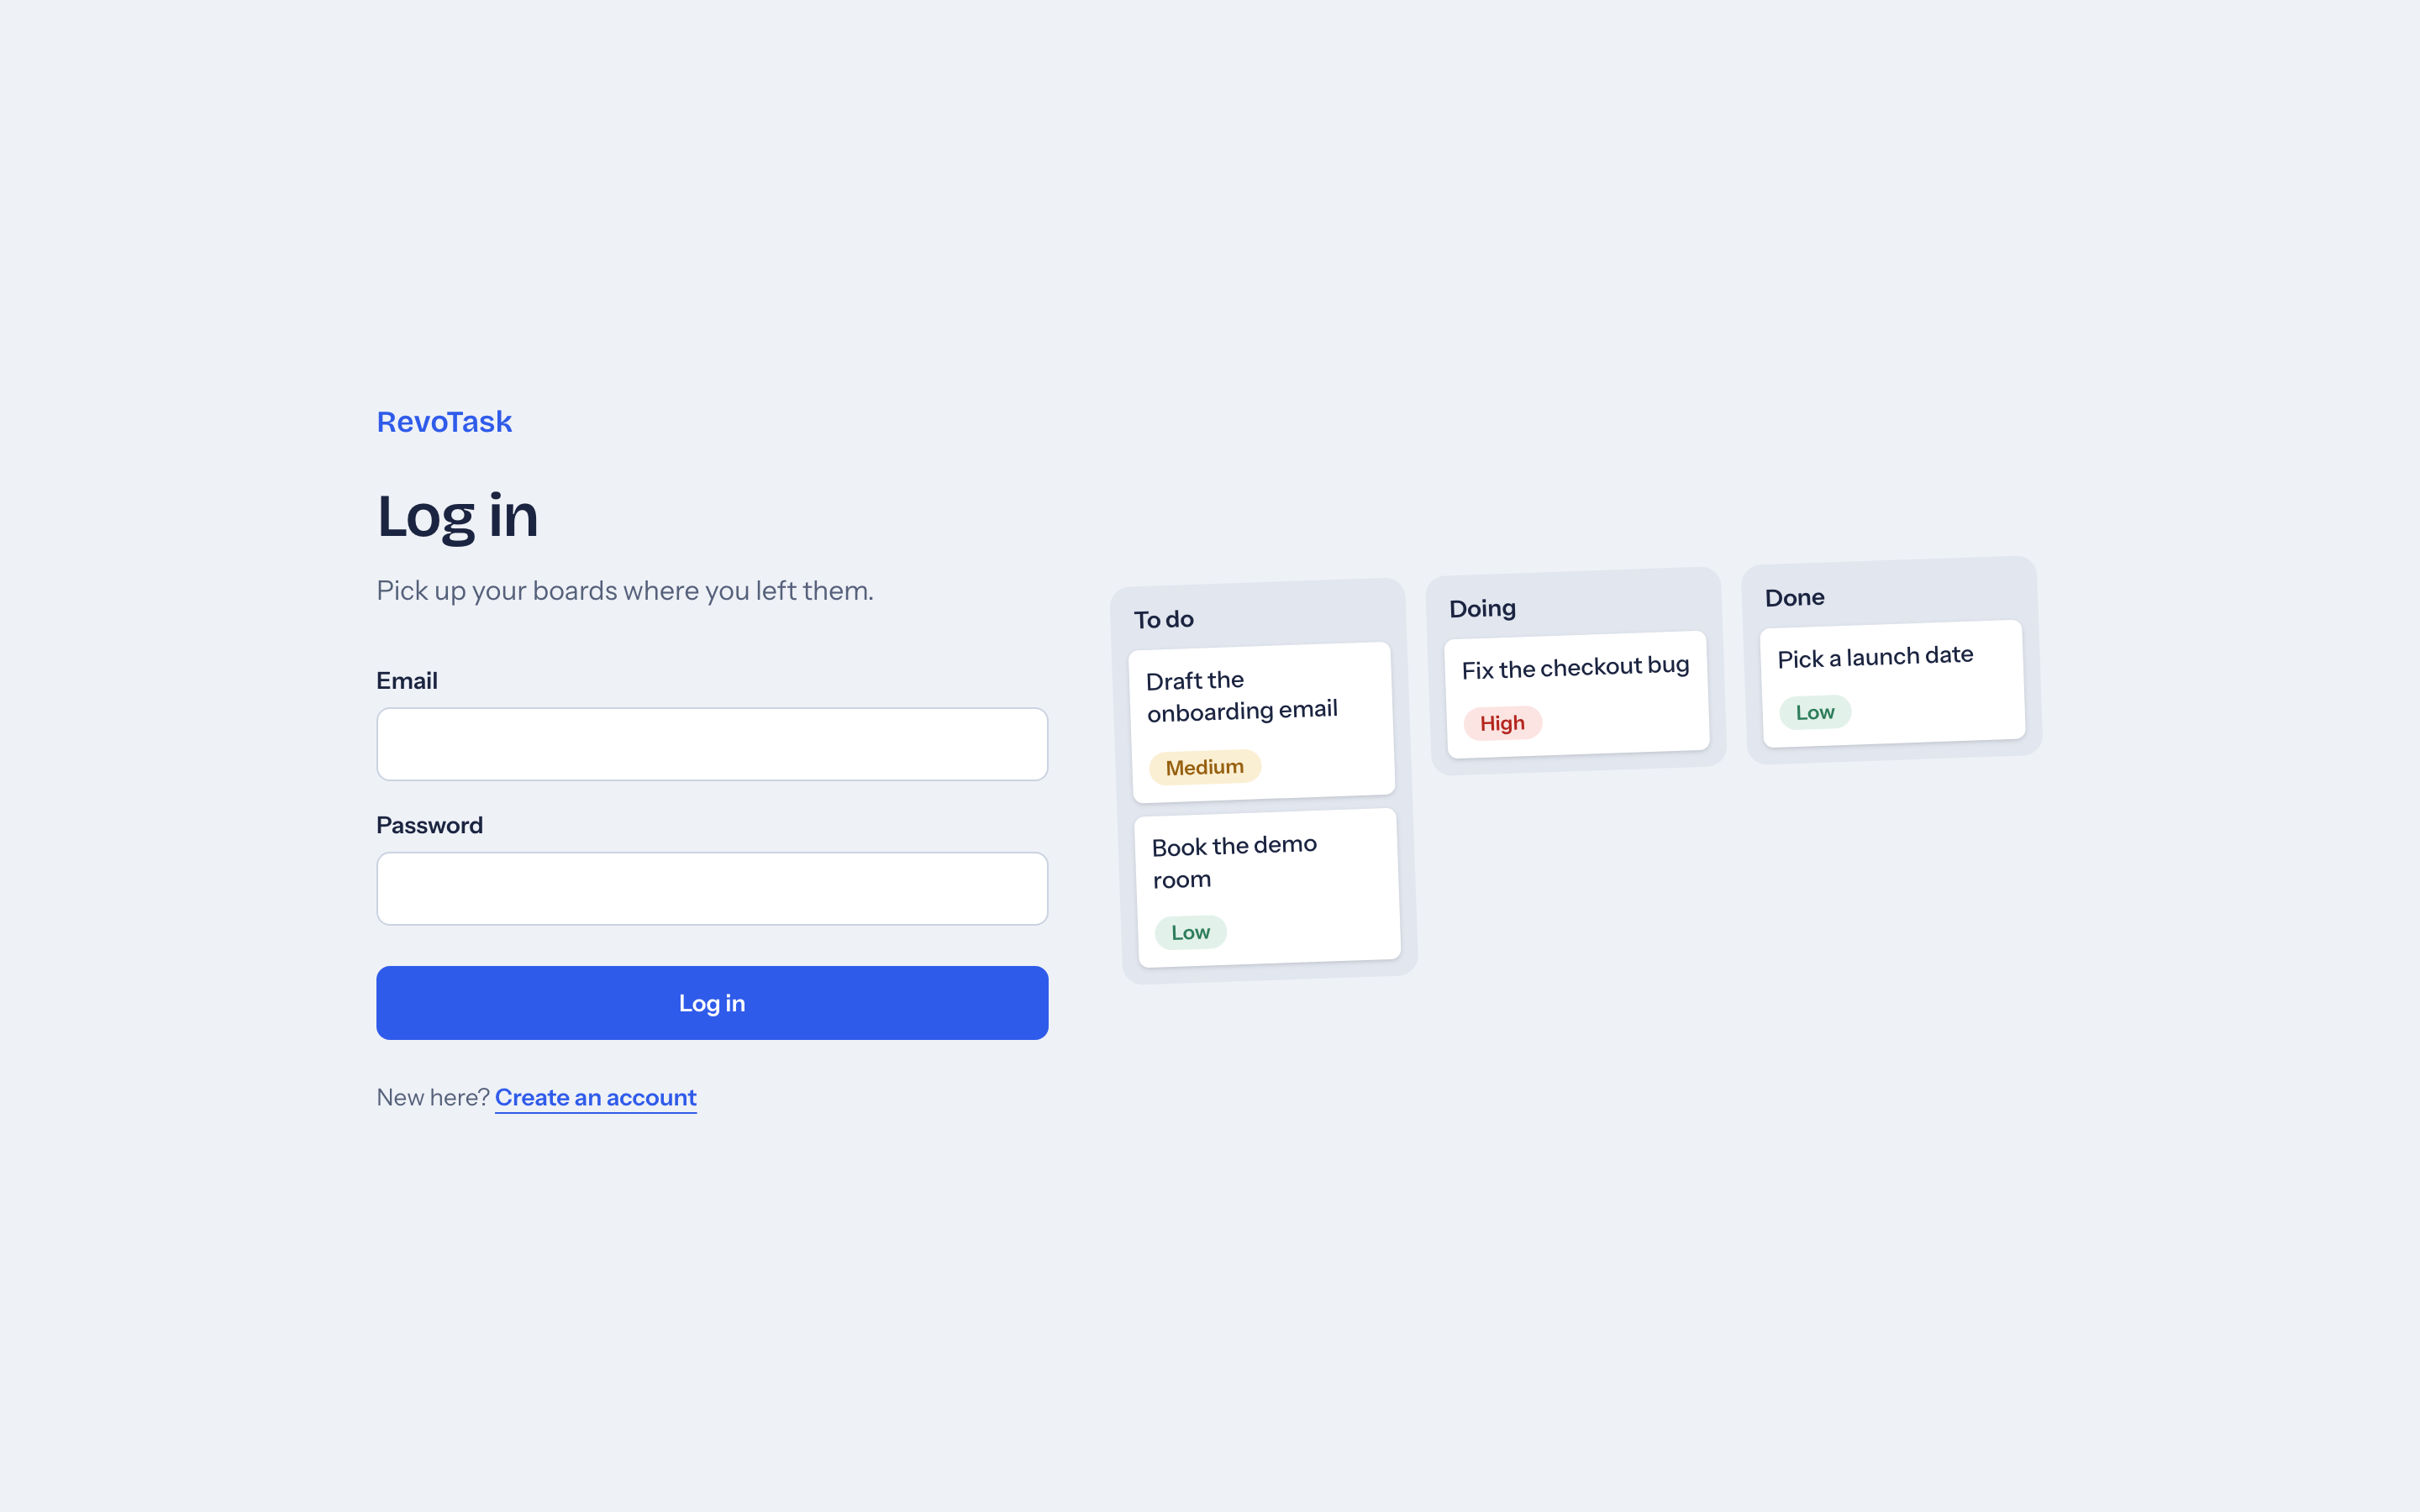 RevoTask
Log in
Pick up your boards where you left them.
Email
Password
Log in
New here? Create an account
To do
Draft the
onboarding email
Medium
Book the demo
room
Low
Doing
Fix the checkout bug
High
Done
Pick a launch date
Low